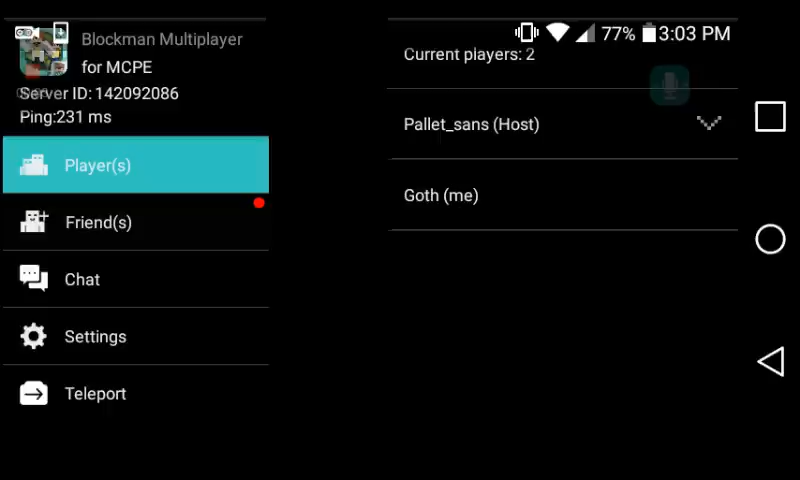 Blockman Multiplayer
for MCPE
Server ID: 142092086
Ping:231 ms
Player(s)
Friend(s)
Chat
Settings
Teleport
77% 3:03 PM
Current players: 2
Pallet_sans (Host)
Goth (me)